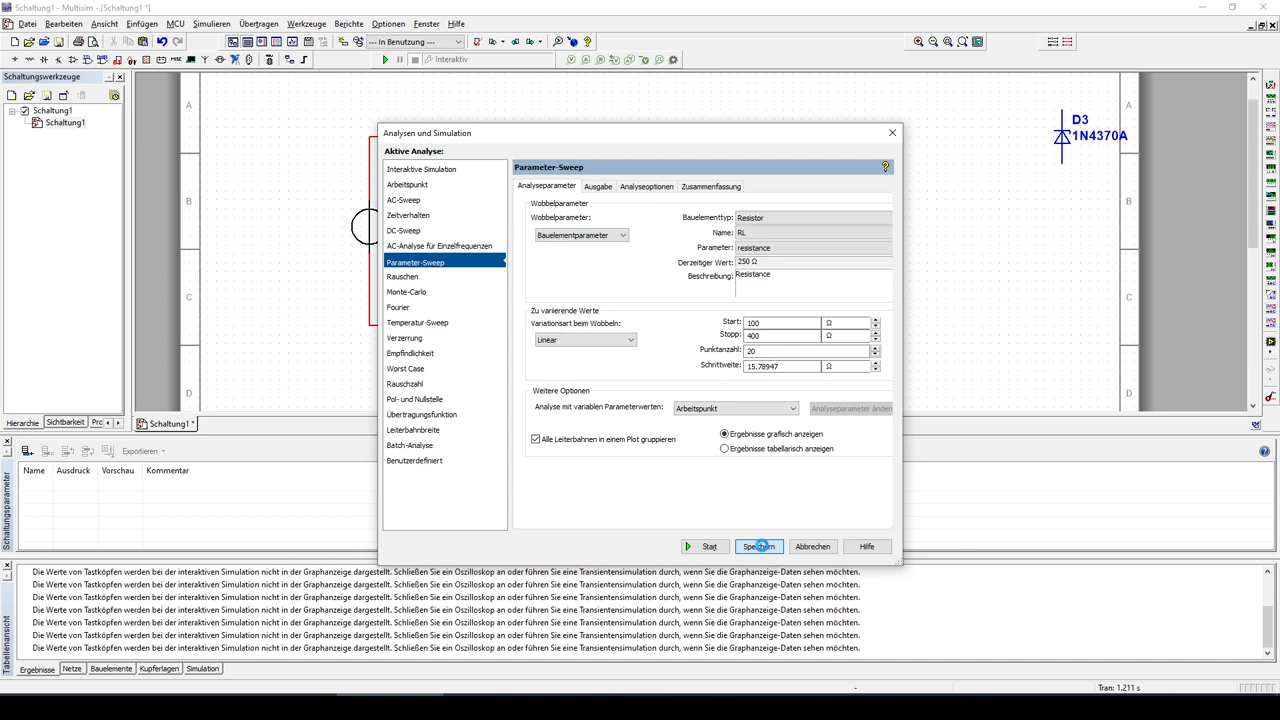 Schaltung1 - Multisim - [Schaltung1 *]
Datei Bearbeiten Ansicht Einfügen MCU Simulieren Übertragen Werkzeuge Berichte Optionen Fenster Hilfe
--- In Benutzung ---
Interaktiv
Schaltungswerkzeuge
Schaltung1
Schaltung1
A
B
C
D
A
B
C
D
D3
1N4370A
Hierarchie Sichtbarkeit
Schaltung1 *
Analysen und Simulation
Aktive Analyse:
Interaktive Simulation
Arbeitspunkt
AC-Sweep
Zeitverhalten
DC-Sweep
AC-Analyse für Einzelfrequenzen
Parameter-Sweep
Rauschen
Monte-Carlo
Fourier
Temperatur-Sweep
Verzerrung
Empfindlichkeit
Worst Case
Rauschzahl
Pol- und Nullstelle
Übertragungsfunktion
Leiterbahnbreite
Batch-Analyse
Benutzerdefiniert
Parameter-Sweep
Analyseparameter Ausgabe Analyseoptionen Zusammenfassung
Wobbelparameter
Wobbelparameter:
Bauelementparameter
Bauelementtyp: Resistor
Name: RL
Parameter: resistance
Derzeitiger Wert: 250 Ω
Beschreibung: Resistance
Zu variierende Werte
Variationsart beim Wobbeln:
Linear
Start: 100 Ω
Stopp: 400 Ω
Punktanzahl: 20
Schrittweite: 15.78947 Ω
Weitere Optionen
Analyse mit variablen Parameterwerten: Arbeitspunkt Analyseparameter änden
Alle Leiterbahnen in einem Plot gruppieren
Ergebnisse grafisch anzeigen
Ergebnisse tabellarisch anzeigen
Start Speichern Abbrechen Hilfe
Exportieren
Name Ausdruck Vorschau Kommentar
Schaltungsparameter
Die Werte von Tastköpfen werden bei der interaktiven Simulation nicht in der Graphanzeige dargestellt. Schließen Sie ein Oszilloskop an oder führen Sie eine Transientensimulation durch, wenn Sie die Graphanzeige-Daten sehen möchten.
Die Werte von Tastköpfen werden bei der interaktiven Simulation nicht in der Graphanzeige dargestellt. Schließen Sie ein Oszilloskop an oder führen Sie eine Transientensimulation durch, wenn Sie die Graphanzeige-Daten sehen möchten.
Die Werte von Tastköpfen werden bei der interaktiven Simulation nicht in der Graphanzeige dargestellt. Schließen Sie ein Oszilloskop an oder führen Sie eine Transientensimulation durch, wenn Sie die Graphanzeige-Daten sehen möchten.
Die Werte von Tastköpfen werden bei der interaktiven Simulation nicht in der Graphanzeige dargestellt. Schließen Sie ein Oszilloskop an oder führen Sie eine Transientensimulation durch, wenn Sie die Graphanzeige-Daten sehen möchten.
Die Werte von Tastköpfen werden bei der interaktiven Simulation nicht in der Graphanzeige dargestellt. Schließen Sie ein Oszilloskop an oder führen Sie eine Transientensimulation durch, wenn Sie die Graphanzeige-Daten sehen möchten.
Die Werte von Tastköpfen werden bei der interaktiven Simulation nicht in der Graphanzeige dargestellt. Schließen Sie ein Oszilloskop an oder führen Sie eine Transientensimulation durch, wenn Sie die Graphanzeige-Daten sehen möchten.
Die Werte von Tastköpfen werden bei der interaktiven Simulation nicht in der Graphanzeige dargestellt. Schließen Sie ein Oszilloskop an oder führen Sie eine Transientensimulation durch, wenn Sie die Graphanzeige-Daten sehen möchten.
Tabellenansicht
Ergebnisse Netze Bauelemente Kupferlagen Simulation
- Tran: 1.211 s